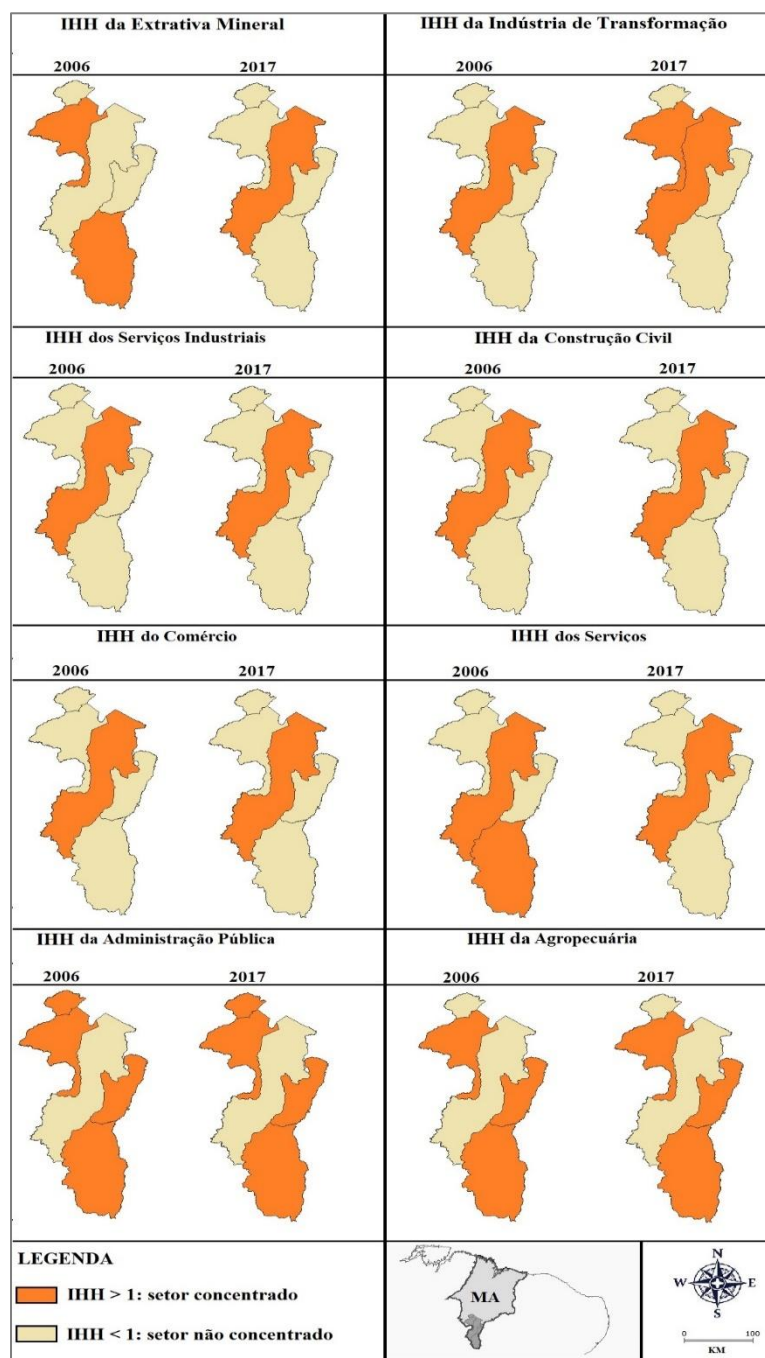 IHH da Extrativa Mineral
2006
2017
IHH da Indústria de Transformação
2006
2017
IHH dos Serviços Industriais
2006
2017
IHH da Construção Civil
2006
2017
IHH do Comércio
2006
2017
IHH dos Serviços
2006
2017
IHH da Administração Pública
2006
2017
IHH da Agropecuária
2006
2017
LEGENDA
IHH > 1: setor concentrado
IHH < 1: setor não concentrado
MA
N
W
E
S
0 100
KM